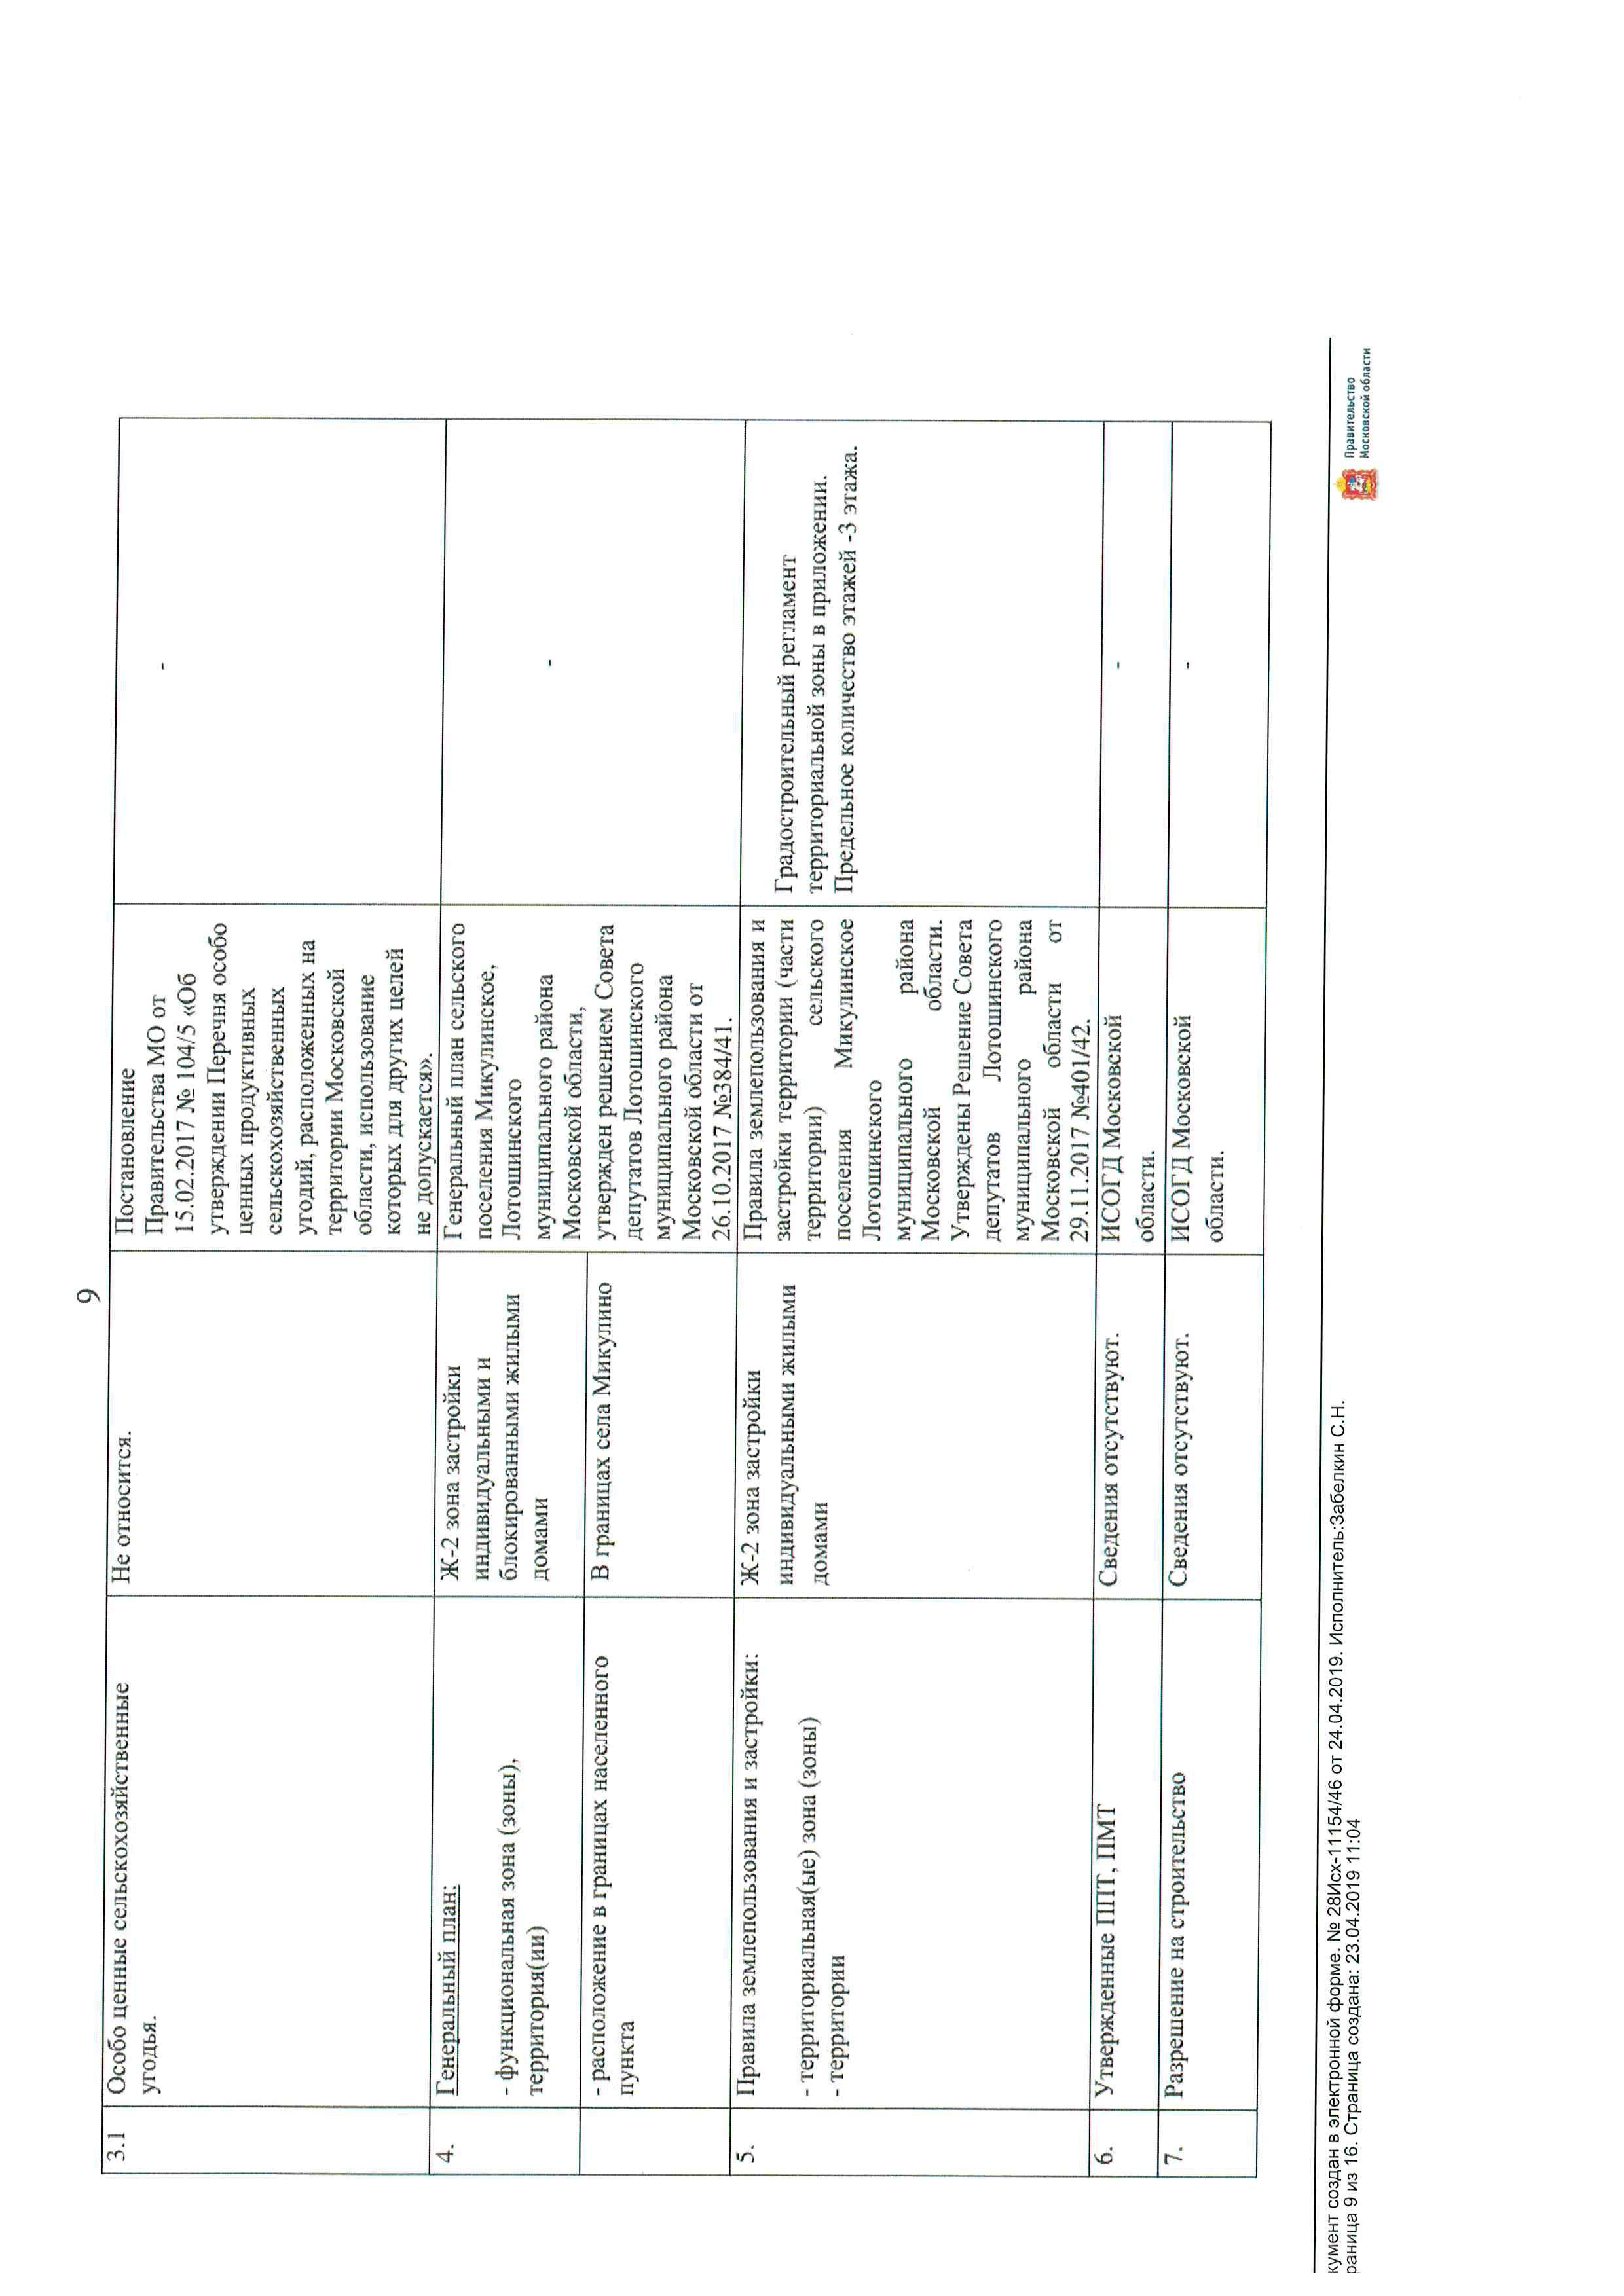 9
3.1
Особо ценные сельскохозяйственные
угодья.
Не относится.
Постановление
Правительства МО от
15.02.2017 № 104/5 «Об
утверждении Перечня особо
ценных продуктивных
сельскохозяйственных
угодий, расположенных на
территории Московской
области, использование
которых для других целей
не допускается».
-
4.
Генеральный план:
- функциональная зона (зоны),
территория(ии)
Ж-2 зона застройки
индивидуальными и
блокированными жилыми
домами
Генеральный план сельского
поселения Микулинское,
Лотошинского
муниципального района
Московской области,
утвержден решением Совета
депутатов Лотошинского
муниципального района
Московской области от
26.10.2017 №384/41.
-
- расположение в границах населенного
пункта
В границах села Микулино
5.
Правила землепользования и застройки:
- территориальная(ые) зона (зоны)
- территории
Ж-2 зона застройки
индивидуальными жилыми
домами
Правила землепользования и
застройки территории (части
территории) сельского
поселения Микулинское
Лотошинского
муниципального района
Московской области.
Утверждены Решение Совета
депутатов Лотошинского
муниципального района
Московской области от
29.11.2017 №401/42.
Градостроительный регламент
территориальной зоны в приложении.
Предельное количество этажей -3 этажа.
6.
Утвержденные ППТ, ПМТ
Сведения отсутствуют.
ИСОГД Московской
области.
-
7.
Разрешение на строительство
Сведения отсутствуют.
ИСОГД Московской
области.
-
кумент создан в электронной форме. № 28Исх-11154/46 от 24.04.2019. Исполнитель:Забелкин С.Н.
раница 9 из 16. Страница создана: 23.04.2019 11:04
Правительство
Московской области